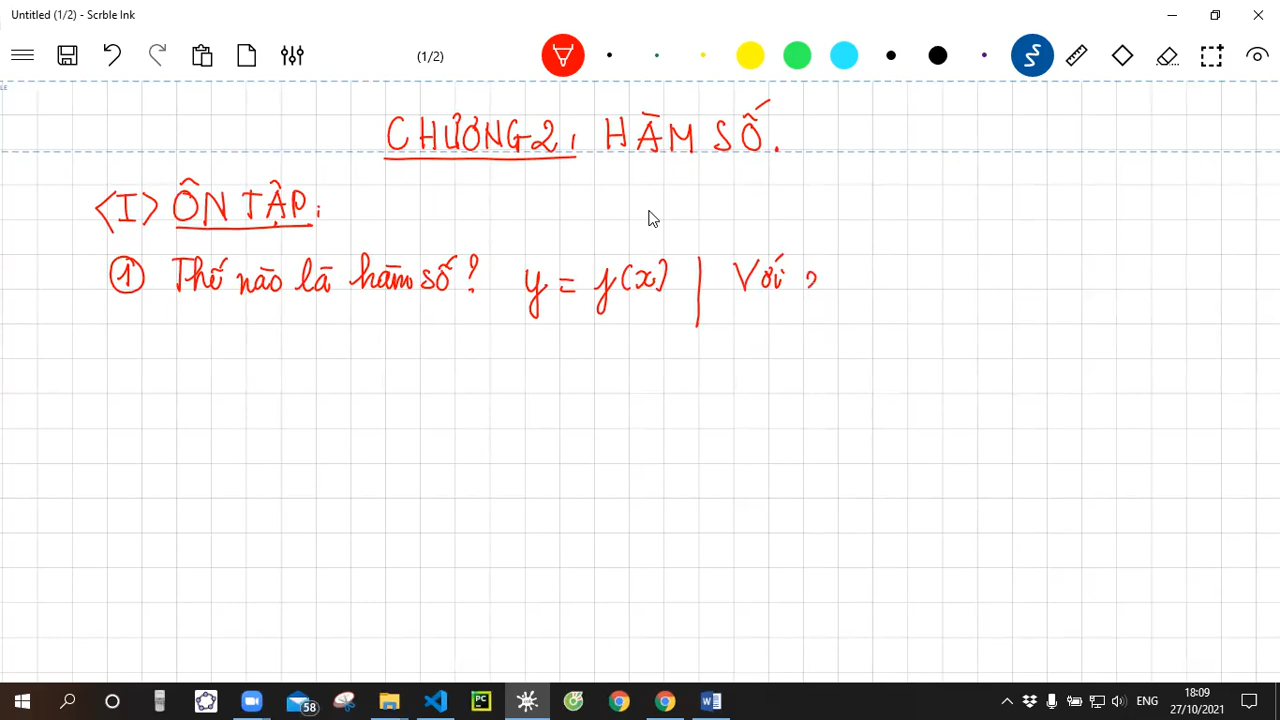 Untitled (1/2) - Scrble Ink
(1/2)
CHƯƠNG 2: HÀM SỐ.
<I> ÔN TẬP:
① Thế nào là hàm số? y = f(x) | Với
58
PC
ENG
18:09
27/10/2021